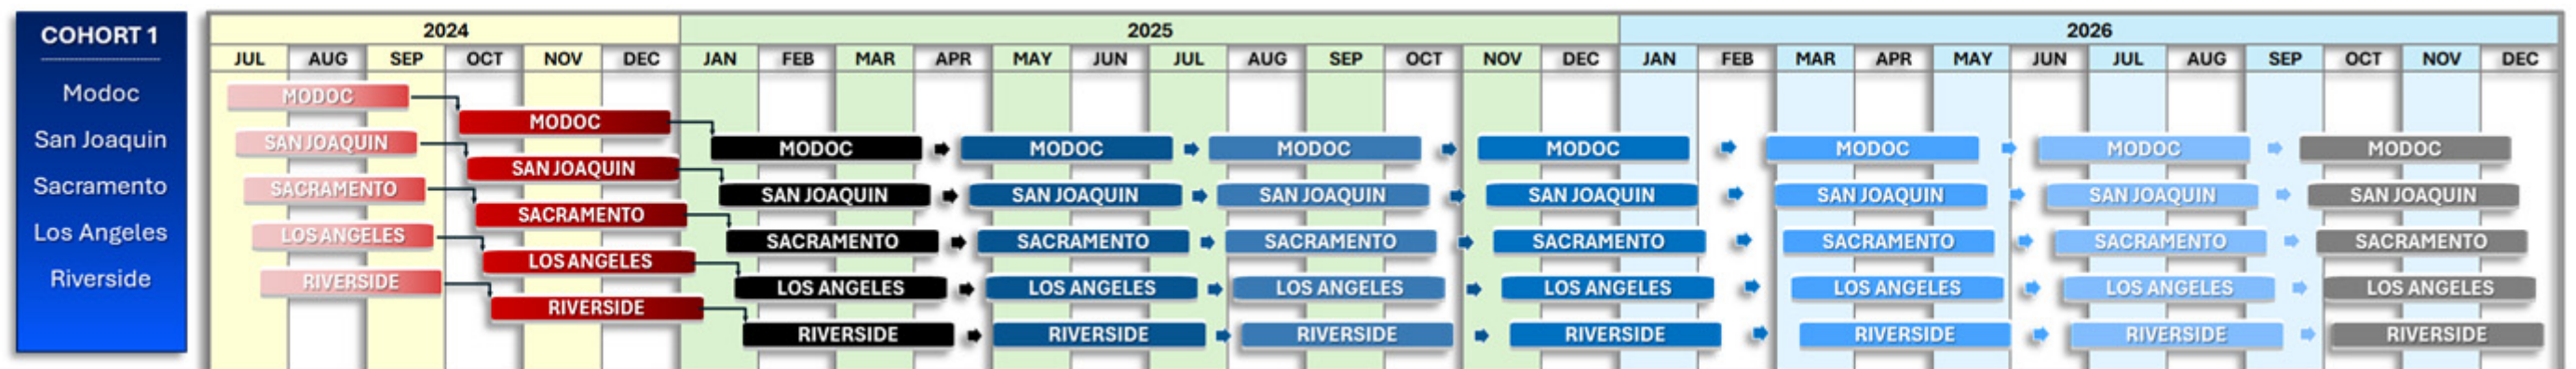 COHORT 1
Modoc
San Joaquin
Sacramento
Los Angeles
Riverside
2024 2025 2026
JUL AUG SEP OCT NOV DEC JAN FEB MAR APR MAY JUN JUL AUG SEP OCT NOV DEC JAN FEB MAR APR MAY JUN JUL AUG SEP OCT NOV DEC
MODOC
MODOC
MODOC MODOC MODOC MODOC MODOC MODOC MODOC
SAN JOAQUIN
SAN JOAQUIN
SAN JOAQUIN SAN JOAQUIN SAN JOAQUIN SAN JOAQUIN SAN JOAQUIN SAN JOAQUIN SAN JOAQUIN
SACRAMENTO
SACRAMENTO
SACRAMENTO SACRAMENTO SACRAMENTO SACRAMENTO SACRAMENTO SACRAMENTO SACRAMENTO
LOS ANGELES
LOS ANGELES
LOS ANGELES LOS ANGELES LOS ANGELES LOS ANGELES LOS ANGELES LOS ANGELES LOS ANGELES
RIVERSIDE
RIVERSIDE
RIVERSIDE RIVERSIDE RIVERSIDE RIVERSIDE RIVERSIDE RIVERSIDE RIVERSIDE